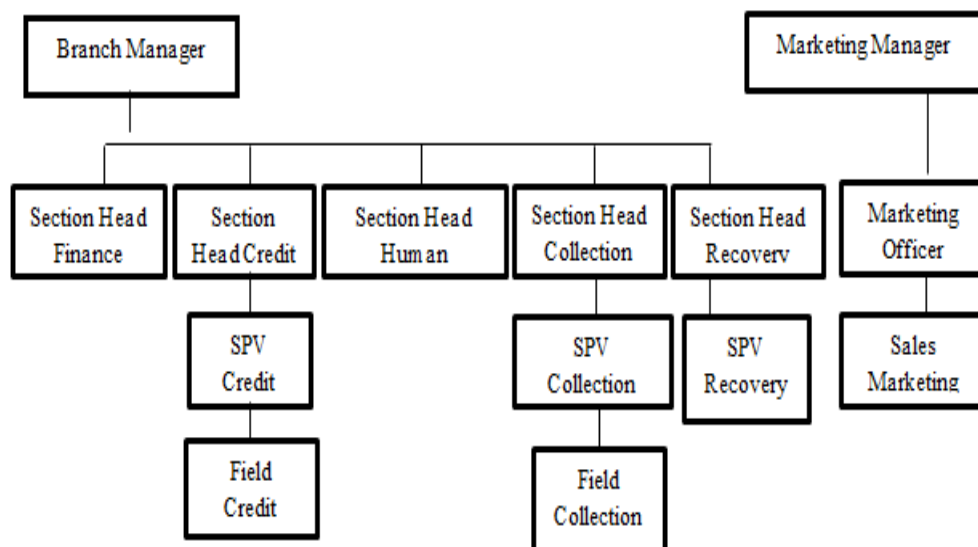 Branch Manager
Marketing Manager
Section Head
Finance
Section
Head Credit
Section Head
Human
Section Head
Collection
Section Head
Recovery
Marketing
Officer
SPV
Credit
SPV
Collection
SPV
Recovery
Sales
Marketing
Field
Credit
Field
Collection